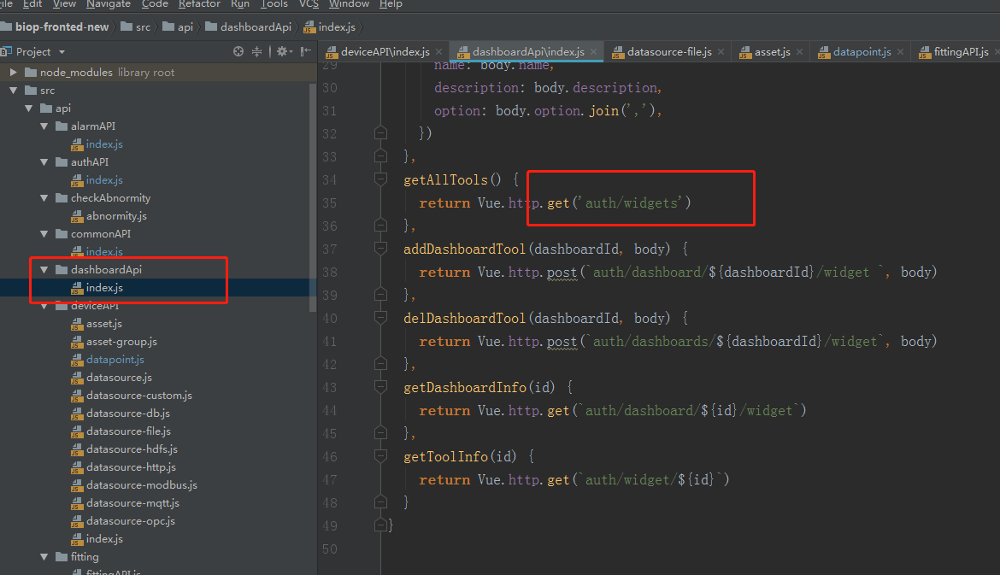 File Edit View Navigate Code Refactor Run Tools VCS Window Help
biop-fronted-new src api dashboardApi index.js
Project
deviceAPI\index.js dashboardApi\index.js datasource-file.js asset.js datapoint.js fittingAPI.js
node_modules library root
src
api
alarmAPI
index.js
authAPI
index.js
checkAbnormity
abnormity.js
commonAPI
index.js
dashboardApi
index.js
deviceAPI
asset.js
asset-group.js
datapoint.js
datasource.js
datasource-custom.js
datasource-db.js
datasource-file.js
datasource-hdfs.js
datasource-http.js
datasource-modbus.js
datasource-mqtt.js
datasource-opc.js
index.js
fitting
fittingAPI.js
29 name: body.name,
30 description: body.description,
31 option: body.option.join(','),
32 })
33 },
34 getAllTools() {
35 return Vue.http.get('auth/widgets')
36 },
37 addDashboardTool(dashboardId, body) {
38 return Vue.http.post(`auth/dashboard/${dashboardId}/widget `, body)
39 },
40 delDashboardTool(dashboardId, body) {
41 return Vue.http.post(`auth/dashboards/${dashboardId}/widget`, body)
42 },
43 getDashboardInfo(id) {
44 return Vue.http.get(`auth/dashboard/${id}/widget`)
45 },
46 getToolInfo(id) {
47 return Vue.http.get(`auth/widget/${id}`)
48 }
49 }
50